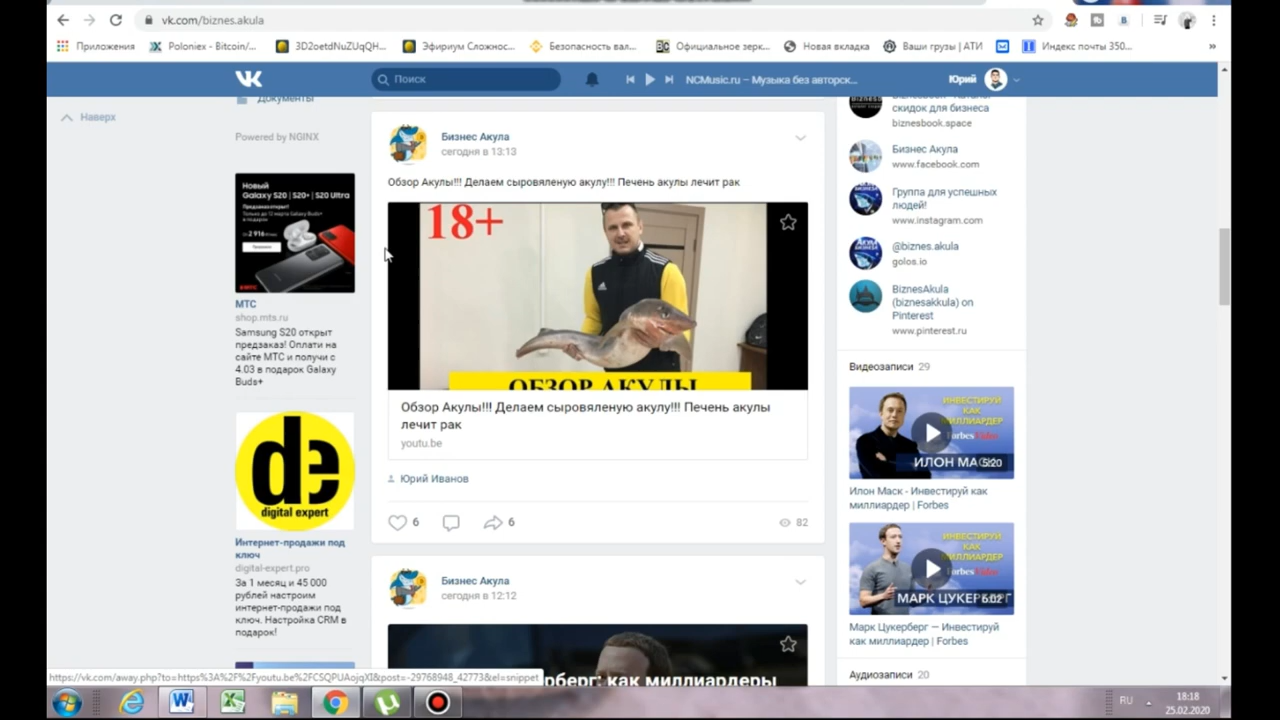 vk.com/biznes.akula
Приложения
Poloniex - Bitcoin/...
3D2oetdNuZUqQH...
Эфириум Сложнос...
Безопасность вал...
Официальное зерк...
Новая вкладка
Ваши грузы | АТИ
Индекс почты 350...
Поиск
NCMusic.ru – Музыка без авторск...
Юрий
Наверх
Документы
Powered by NGINX
Новый
Galaxy S20 | S20+ | S20 Ultra
МТС
shop.mts.ru
Samsung S20 открыт
предзаказ! Оплати на
сайте МТС и получи с
4.03 в подарок Galaxy
Buds+
de
digital expert
Интернет-продажи под
ключ
digital-expert.pro
За 1 месяц и 45 000
рублей настроим
интернет-продажи под
ключ. Настройка CRM в
подарок!
Бизнес Акула
сегодня в 13:13
Обзор Акулы!!! Делаем сыровяленую акулу!!! Печень акулы лечит рак
18+
ОБЗОР АКУЛЫ
Обзор Акулы!!! Делаем сыровяленую акулу!!! Печень акулы
лечит рак
youtu.be
Юрий Иванов
6
6
82
Бизнес Акула
сегодня в 12:12
рберг: как миллиардеры
скидок для бизнеса
biznesbook.space
Бизнес Акула
www.facebook.com
Группа для успешных
людей!
www.instagram.com
@biznes.akula
golos.io
BiznesAkula
(biznesakkula) on
Pinterest
www.pinterest.ru
Видеозаписи 29
ИНВЕСТИРУЙ
КАК
МИЛЛИАРДЕР
Forbes Video
ИЛОН МАСК
5:20
Илон Маск - Инвестируй как
миллиардер | Forbes
ИНВЕСТИРУЙ
КАК
МИЛЛИАРДЕР
Forbes Video
МАРК ЦУКЕРБЕРГ
6:02
Марк Цукерберг — Инвестируй
как миллиардер | Forbes
Аудиозаписи 20
https://vk.com/away.php?to=https%3A%2F%2Fyoutu.be%2FCSQPUAojqXI&post=-29768948_42773&el=snippet
RU
18:18
25.02.2020